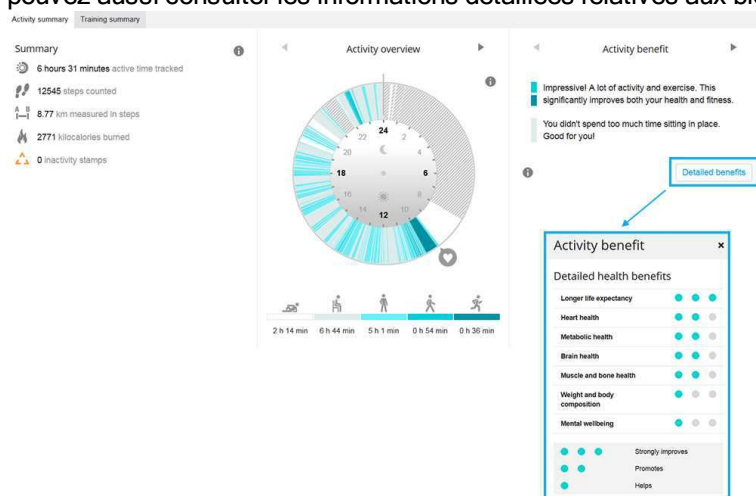 pouvez aussi consulter les informations détaillées relatives aux
Activity summary Training summary
Summary
6 hours 31 minutes active time tracked
12545 steps counted
A B
8.77 km measured in steps
2771 kilocalories burned
0 inactivity stamps
Activity overview
24
22 2
20 4
18 6
16 8
14 10
12
2 h 14 min 6 h 44 min 5 h 1 min 0 h 54 min 0 h 36 min
Activity benefit
Impressive! A lot of activity and exercise. This
significantly improves both your health and fitness.
You didn't spend too much time sitting in place.
Good for you!
Detailed benefits
Activity benefit ×
Detailed health benefits
Longer life expectancy
Heart health
Metabolic health
Brain health
Muscle and bone health
Weight and body
composition
Mental wellbeing
Strongly improves
Promotes
Helps